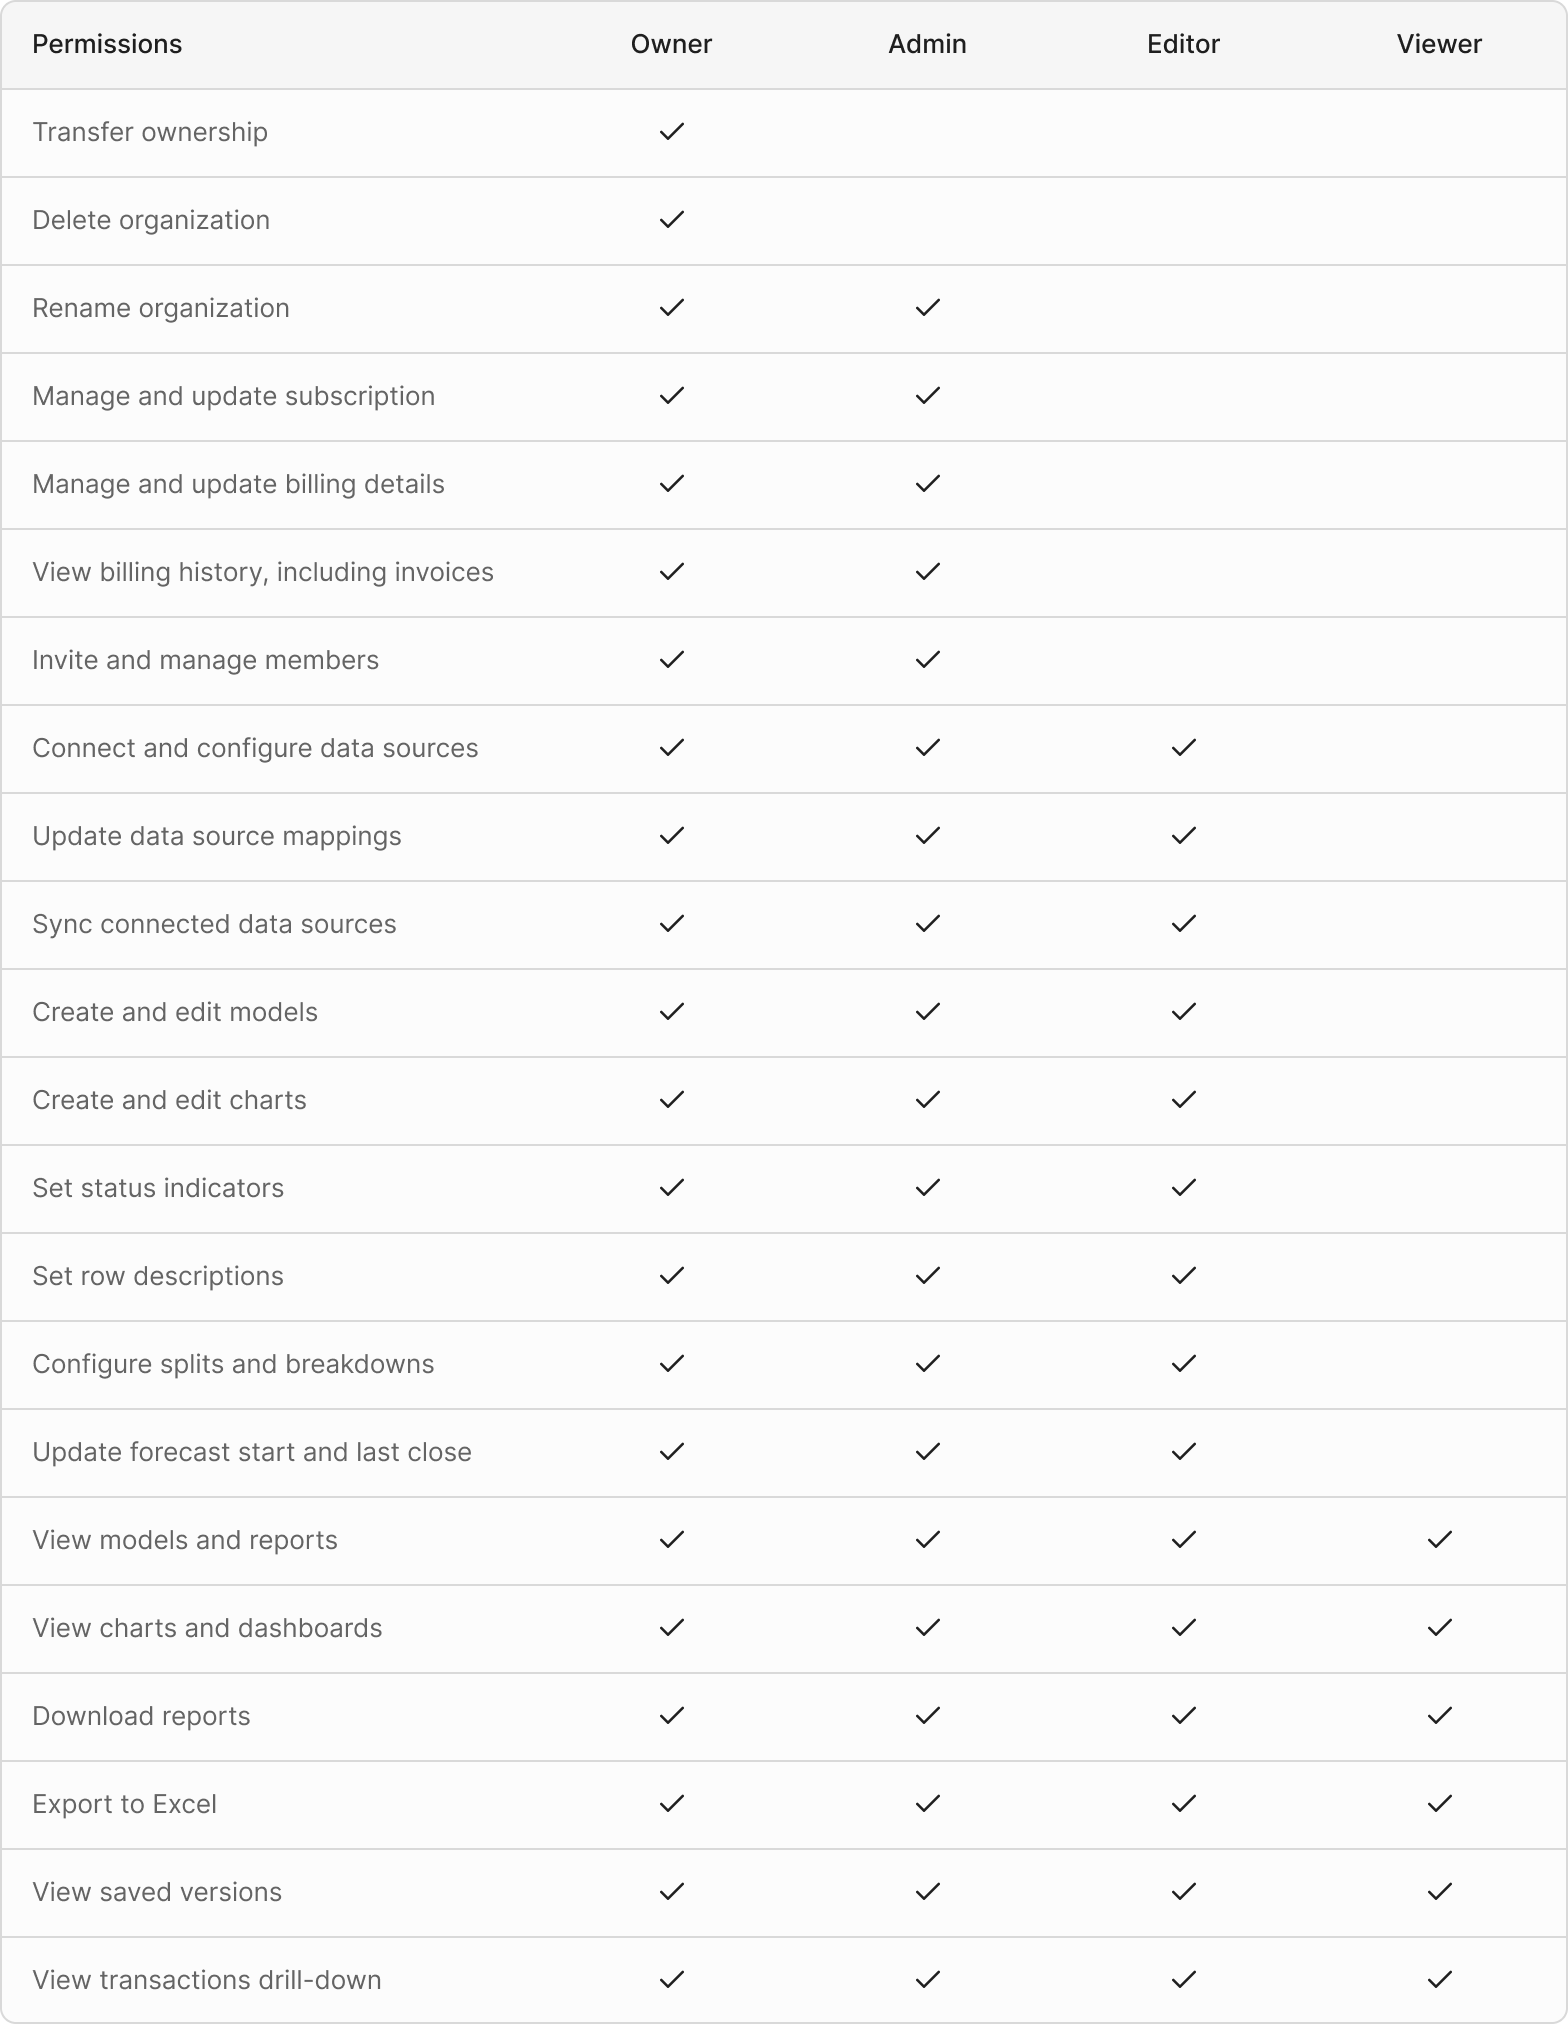 Permissions Owner Admin Editor Viewer
Transfer ownership ✓
Delete organization ✓
Rename organization ✓ ✓
Manage and update subscription ✓ ✓
Manage and update billing details ✓ ✓
View billing history, including invoices ✓ ✓
Invite and manage members ✓ ✓
Connect and configure data sources ✓ ✓ ✓
Update data source mappings ✓ ✓ ✓
Sync connected data sources ✓ ✓ ✓
Create and edit models ✓ ✓ ✓
Create and edit charts ✓ ✓ ✓
Set status indicators ✓ ✓ ✓
Set row descriptions ✓ ✓ ✓
Configure splits and breakdowns ✓ ✓ ✓
Update forecast start and last close ✓ ✓ ✓
View models and reports ✓ ✓ ✓ ✓
View charts and dashboards ✓ ✓ ✓ ✓
Download reports ✓ ✓ ✓ ✓
Export to Excel ✓ ✓ ✓ ✓
View saved versions ✓ ✓ ✓ ✓
View transactions drill-down ✓ ✓ ✓ ✓